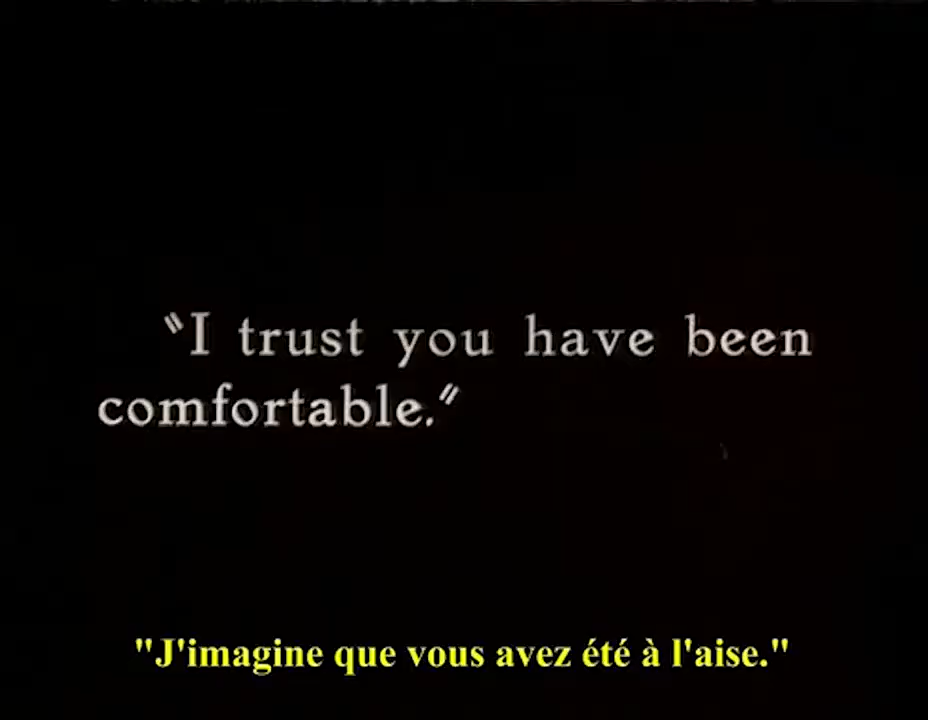 "I trust you have been
comfortable."
"J'imagine que vous avez été à l'aise."